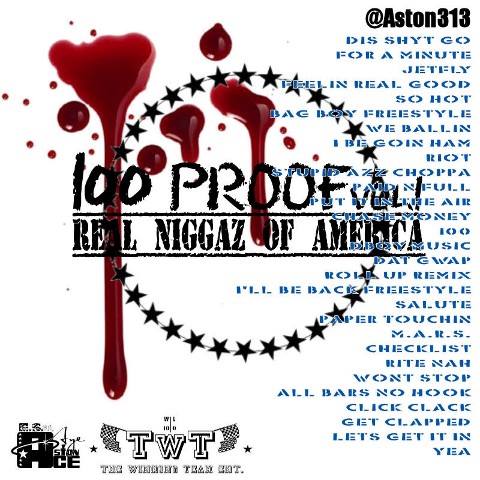 @Aston313
DIS SHYT GO
FOR A MINUTE
JETFLY
FEELIN REAL GOOD
SO HOT
BAG BOY FREESTYLE
WE BALLIN
I BE GOIN HAM
RIOT
STUPID AZZ CHOPPA
PAID N FULL
PUT IT IN THE AIR
CHASE MONEY
100
DBOY MUSIC
DAT GWAP
ROLL UP REMIX
I'LL BE BACK FREESTYLE
SALUTE
PAPER TOUCHIN
M.A.R.S.
CHECKLIST
RITE NAH
WONT STOP
ALL BARS NO HOOK
CLICK CLACK
GET CLAPPED
LETS GET IT IN
YEA
100 PROOF VOL.1
REAL NIGGAZ OF AMERICA
ASTON
ACE
TWT
THE WINNING TEAM ENT.